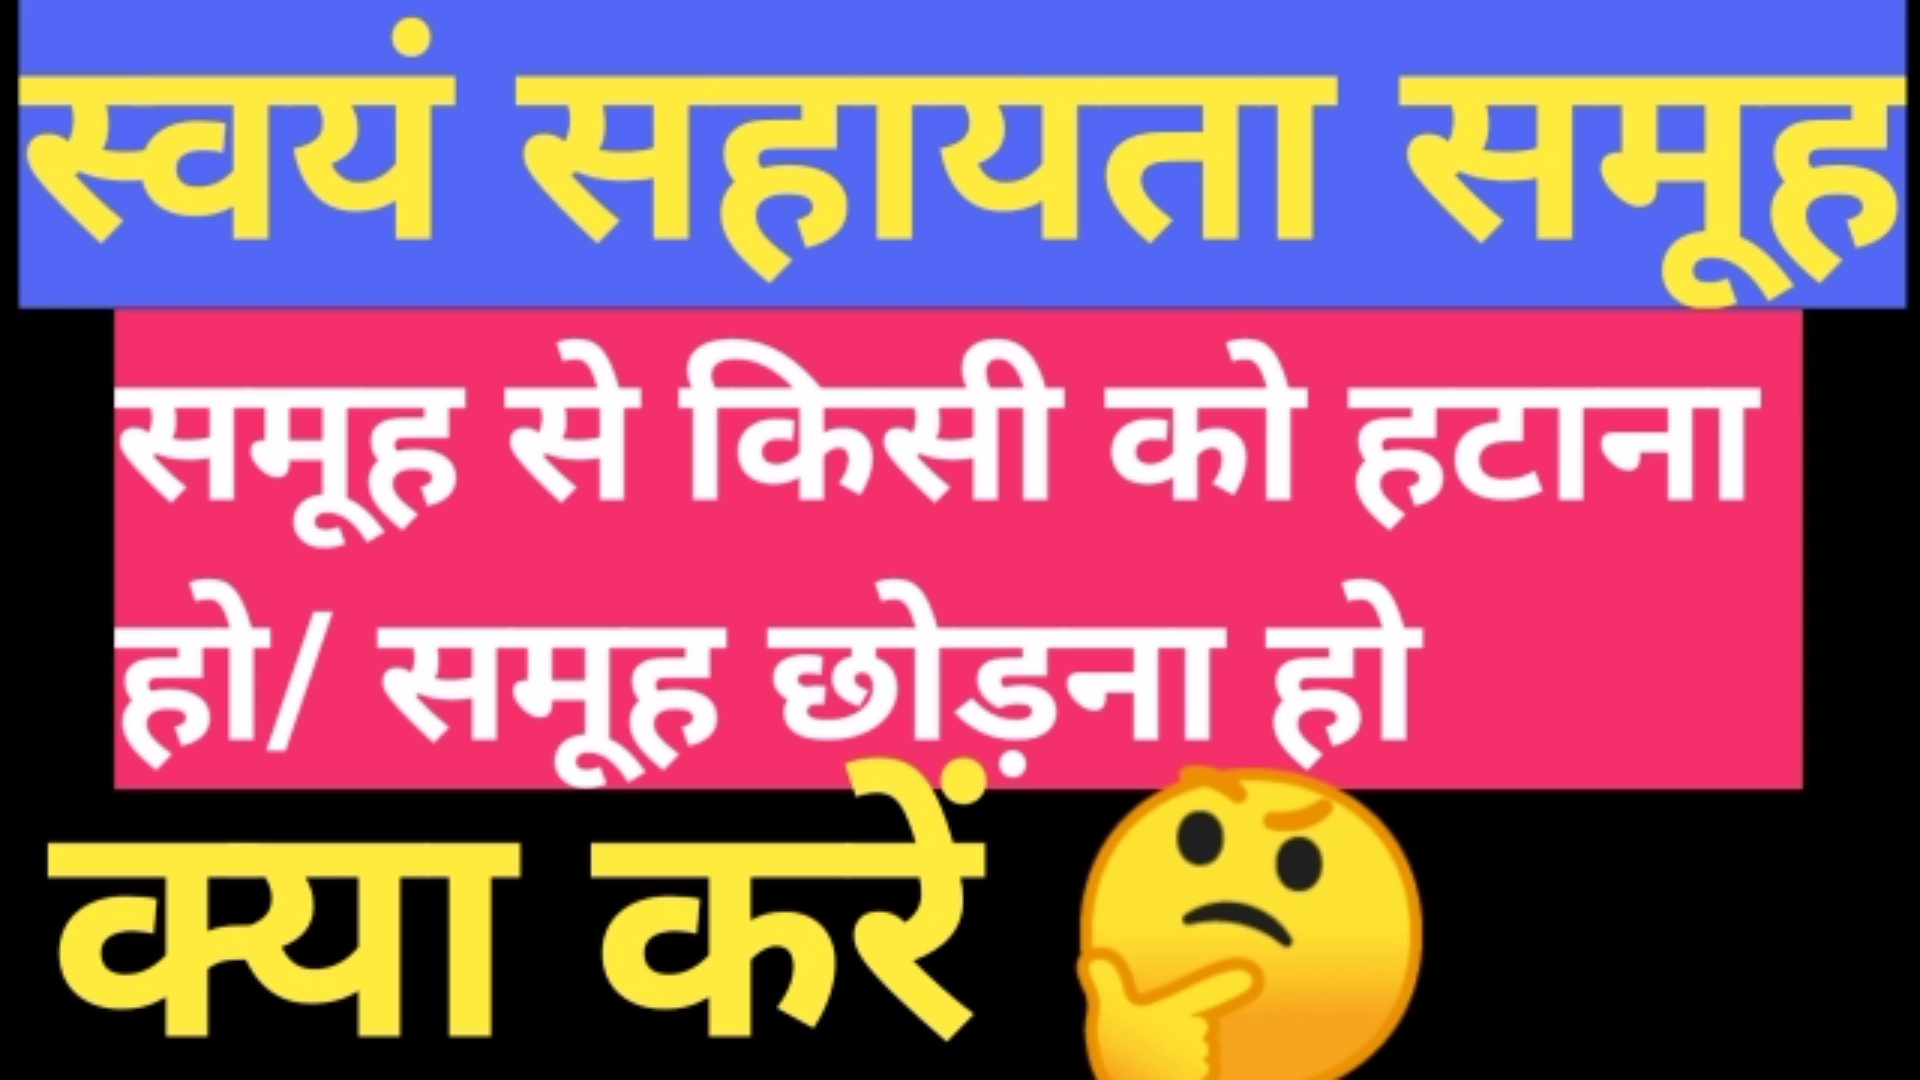 स्वयं सहायता समूह
समूह से किसी को हटाना
हो/ समूह छोड़ना हो
क्या करें